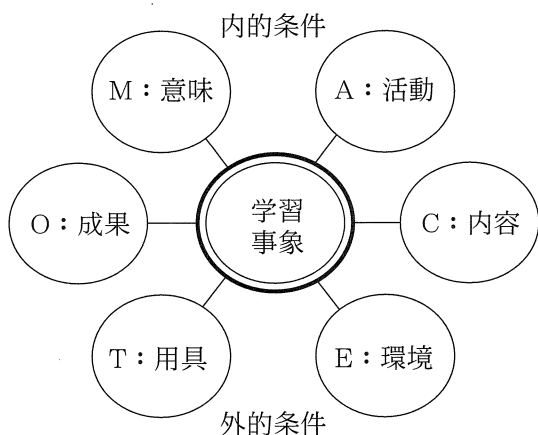 内的条件
M：意味
A：活動
O：成果
学習
事象
C：内容
T：用具
E：環境
外的条件